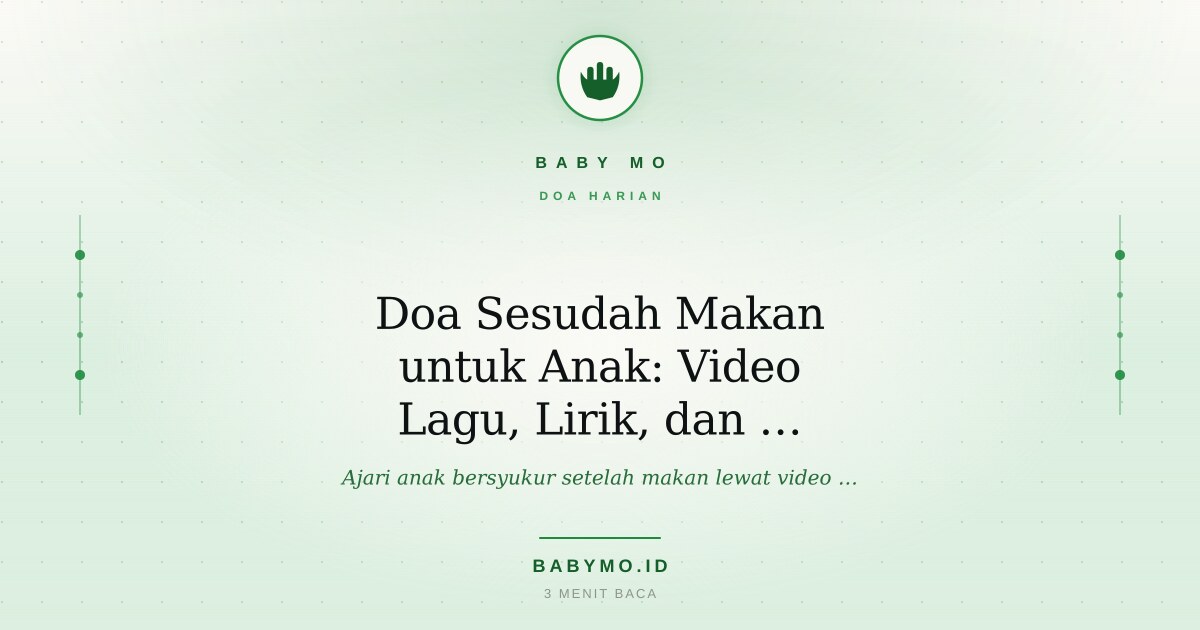 BABY MO
DOA HARIAN
Doa Sesudah Makan
untuk Anak: Video
Lagu, Lirik, dan …
Ajari anak bersyukur setelah makan lewat video …
BABYMO.ID
3 MENIT BACA